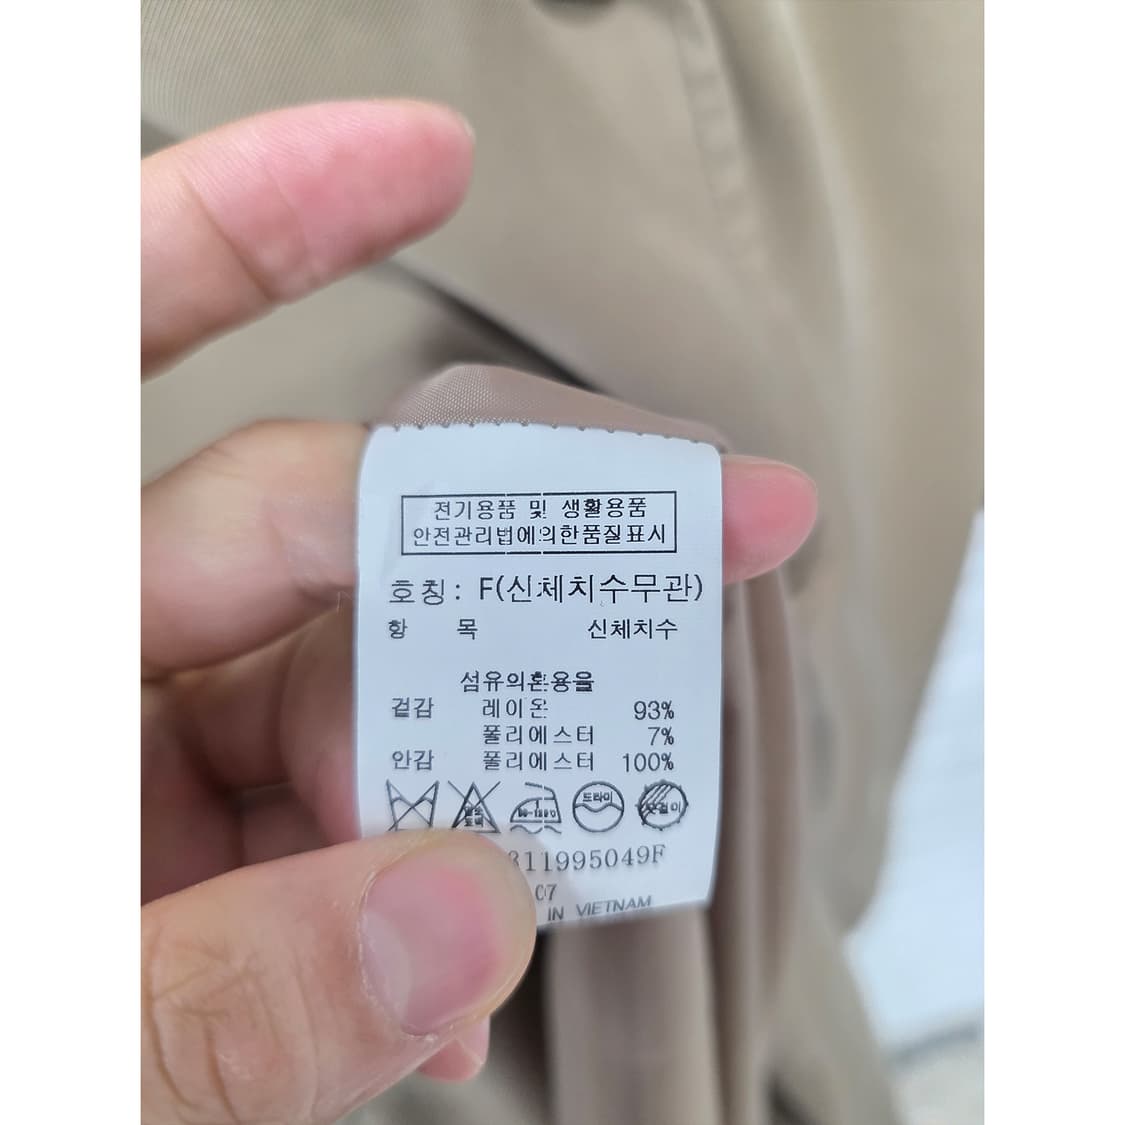 전기용품 및 생활용품
안전관리법에의한품질표시
호칭: F(신체치수무관)
항 목 신체치수
섬유의혼용율
겉감 레이온 93%
폴리에스터 7%
안감 폴리에스터 100%
드라이
옷걸이
311995049F
07
IN VIETNAM